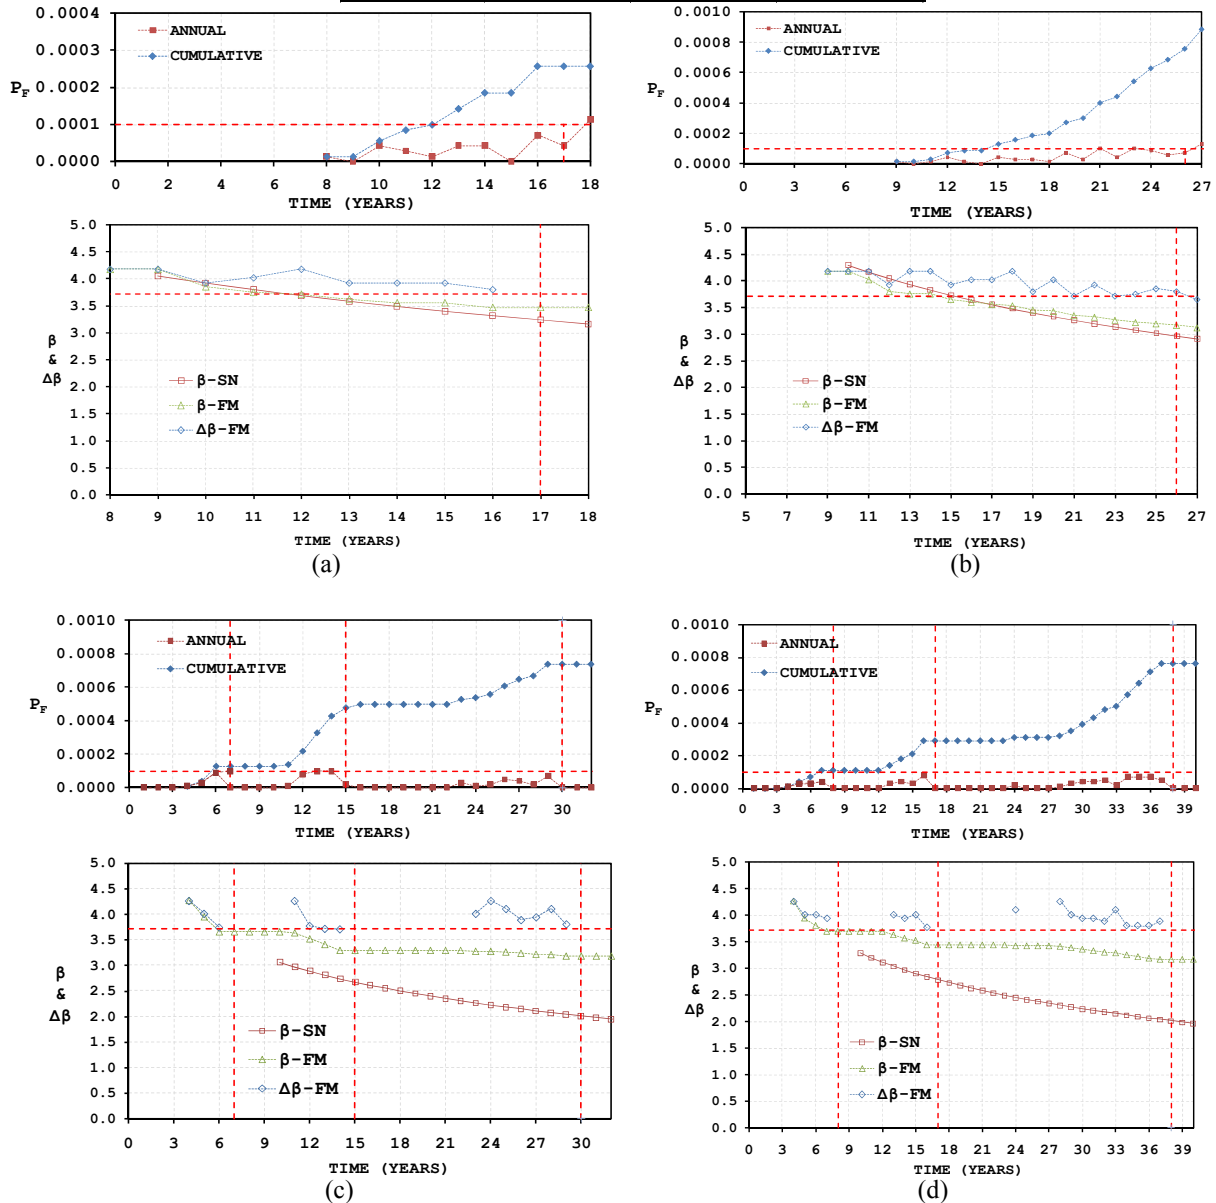 0.0004
0.0003
0.0002
0.0001
0.0000
P_F
ANNUAL
CUMULATIVE
0 2 4 6 8 10 12 14 16 18
TIME (YEARS)
0.0010
0.0008
0.0006
0.0004
0.0002
0.0000
P_F
ANNUAL
CUMULATIVE
0 3 6 9 12 15 18 21 24 27
TIME (YEARS)
5.0
4.5
4.0
3.5
3.0
2.5
2.0
1.5
1.0
0.5
0.0
β
&
Δβ
β-SN
β-FM
Δβ-FM
8 9 10 11 12 13 14 15 16 17 18
TIME (YEARS)
(a)
5.0
4.5
4.0
3.5
3.0
2.5
2.0
1.5
1.0
0.5
0.0
β
&
Δβ
β-SN
β-FM
Δβ-FM
5 7 9 11 13 15 17 19 21 23 25 27
TIME (YEARS)
(b)
0.0010
0.0008
0.0006
0.0004
0.0002
0.0000
P_F
ANNUAL
CUMULATIVE
0 3 6 9 12 15 18 21 24 27 30
TIME (YEARS)
0.0010
0.0008
0.0006
0.0004
0.0002
0.0000
P_F
ANNUAL
CUMULATIVE
0 3 6 9 12 15 18 21 24 27 30 33 36 39
TIME (YEARS)
5.0
4.5
4.0
3.5
3.0
2.5
2.0
1.5
1.0
0.5
0.0
β
&
Δβ
β-SN
β-FM
Δβ-FM
0 3 6 9 12 15 18 21 24 27 30
TIME (YEARS)
(c)
5.0
4.5
4.0
3.5
3.0
2.5
2.0
1.5
1.0
0.5
0.0
β
&
Δβ
β-SN
β-FM
Δβ-FM
0 3 6 9 12 15 18 21 24 27 30 33 36 39
TIME (YEARS)
(d)